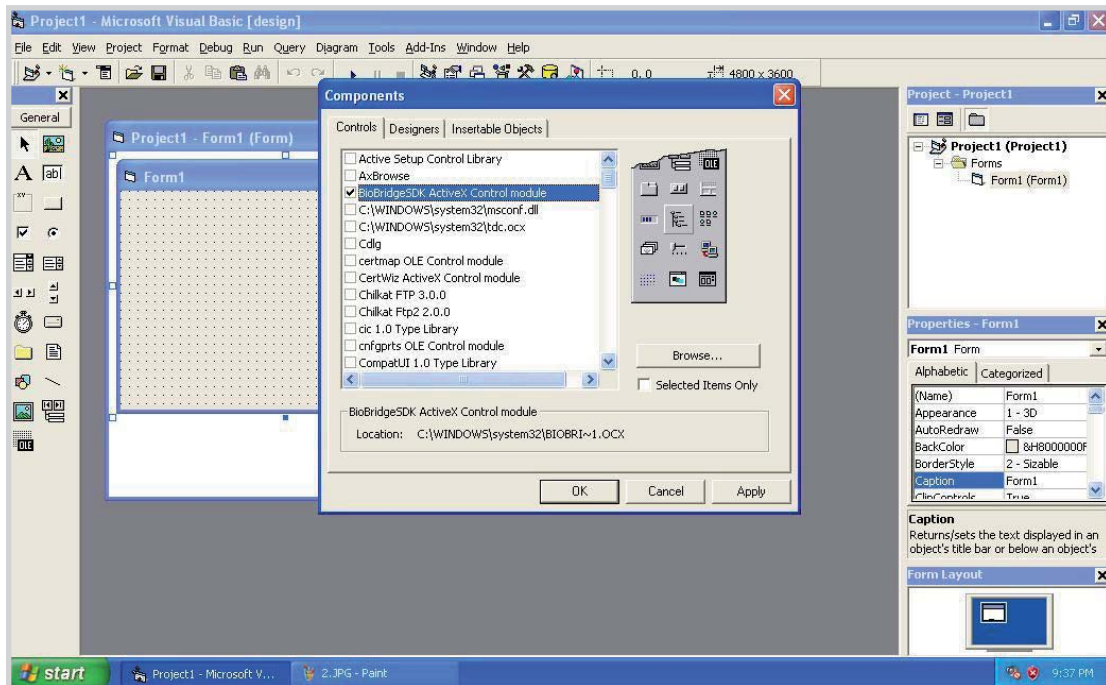 Project1 - Microsoft Visual Basic [design]
File Edit View Project Format Debug Run Query Diagram Tools Add-Ins Window Help
0, 0 4800 x 3600
General
A
ab|
xv
OLE
Project1 - Form1 (Form)
Form1
Components
Controls Designers Insertable Objects
Active Setup Control Library
AxBrowse
BioBridgeSDK ActiveX Control module
C:\WINDOWS\system32\msconf.dll
C:\WINDOWS\system32\tdc.ocx
Cdlg
certmap OLE Control module
CertWiz ActiveX Control module
Chilkat FTP 3.0.0
Chilkat Ftp2 2.0.0
cic 1.0 Type Library
cnfgprts OLE Control module
CompatUI 1.0 Type Library
OLE
Browse...
Selected Items Only
BioBridgeSDK ActiveX Control module
Location: C:\WINDOWS\system32\BIOBRI~1.OCX
OK Cancel Apply
Project - Project1
Project1 (Project1)
Forms
Form1 (Form1)
Properties - Form1
Form1 Form
Alphabetic Categorized
(Name) Form1
Appearance 1 - 3D
AutoRedraw False
BackColor &H8000000F
BorderStyle 2 - Sizable
Caption Form1
ClipControls True
Caption
Returns/sets the text displayed in an
object's title bar or below an object's
Form Layout
start Project1 - Microsoft V... 2.JPG - Paint 9:37 PM